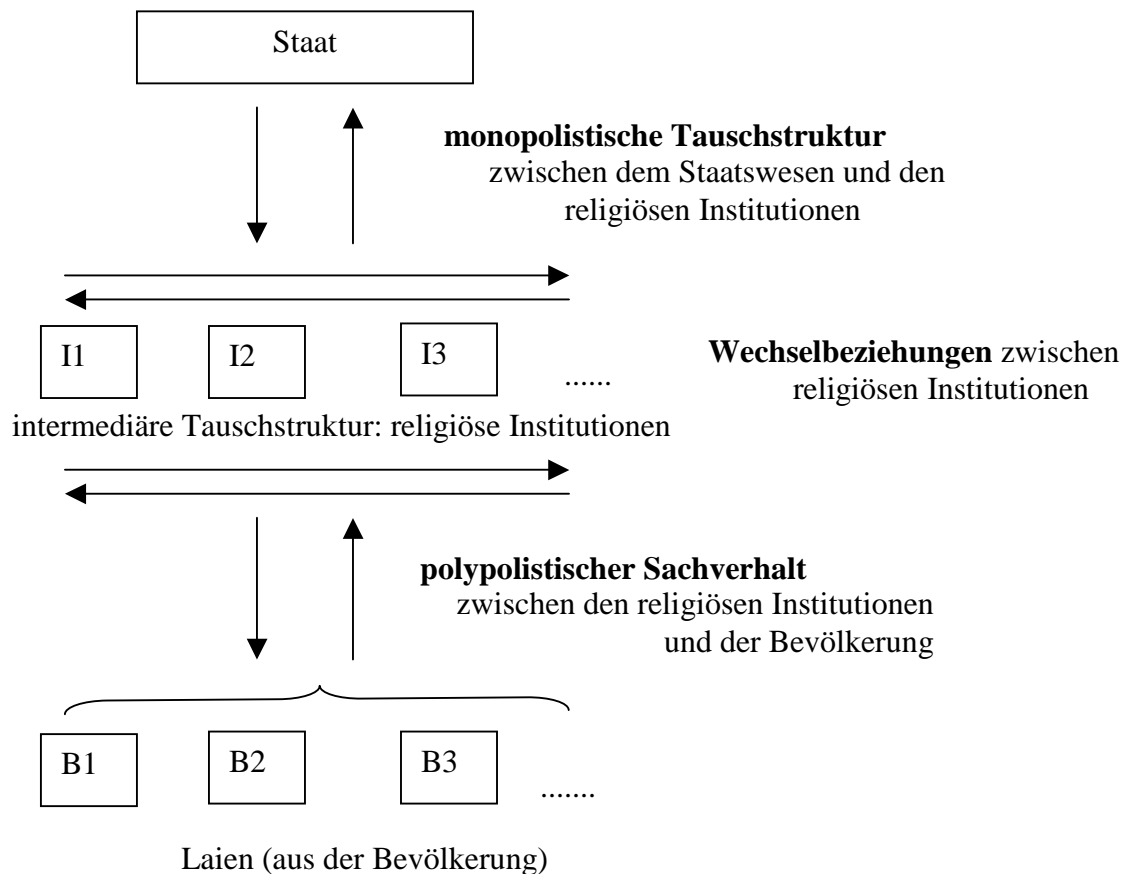 Staat
monopolistische Tauschstruktur
zwischen dem Staatswesen und den
religiösen Institutionen
I1 I2 I3 ......
Wechselbeziehungen zwischen
religiösen Institutionen
intermediäre Tauschstruktur: religiöse Institutionen
polypolistischer Sachverhalt
zwischen den religiösen Institutionen
und der Bevölkerung
B1 B2 B3 .......
Laien (aus der Bevölkerung)